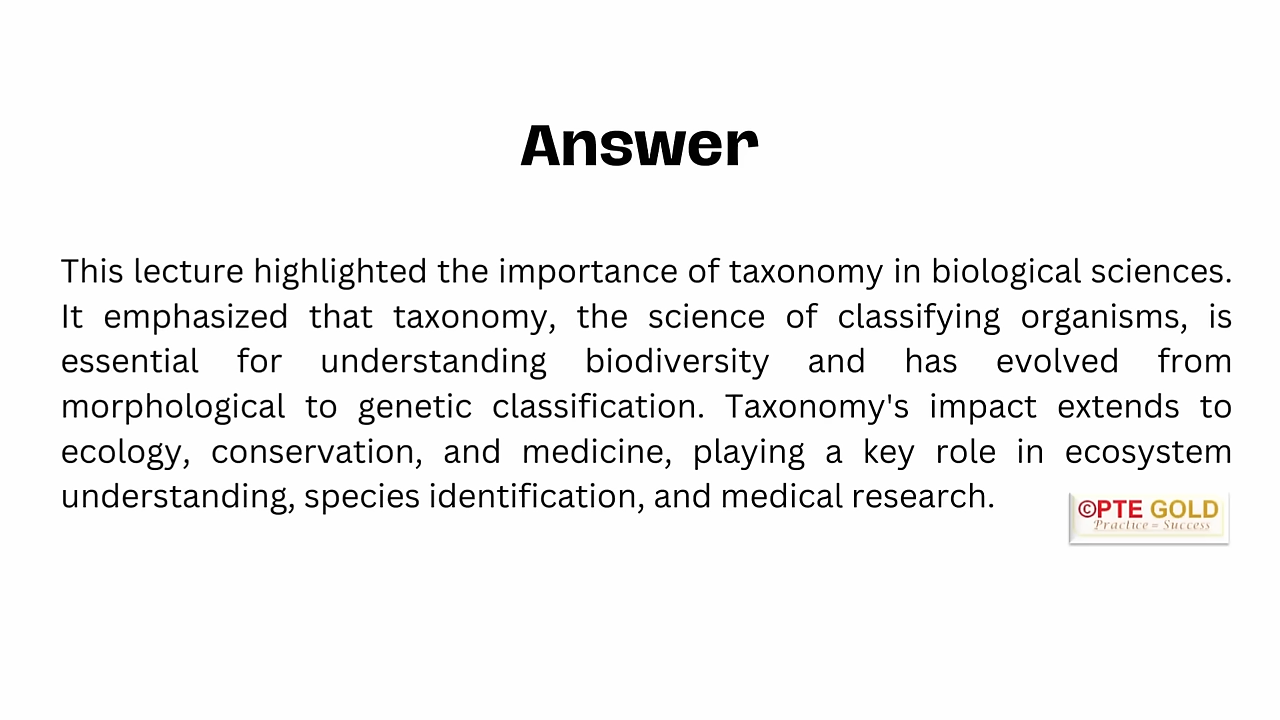 Answer
This lecture highlighted the importance of taxonomy in biological sciences.
It emphasized that taxonomy, the science of classifying organisms, is
essential for understanding biodiversity and has evolved from
morphological to genetic classification. Taxonomy's impact extends to
ecology, conservation, and medicine, playing a key role in ecosystem
understanding, species identification, and medical research.
©PTE GOLD
Practice = Success